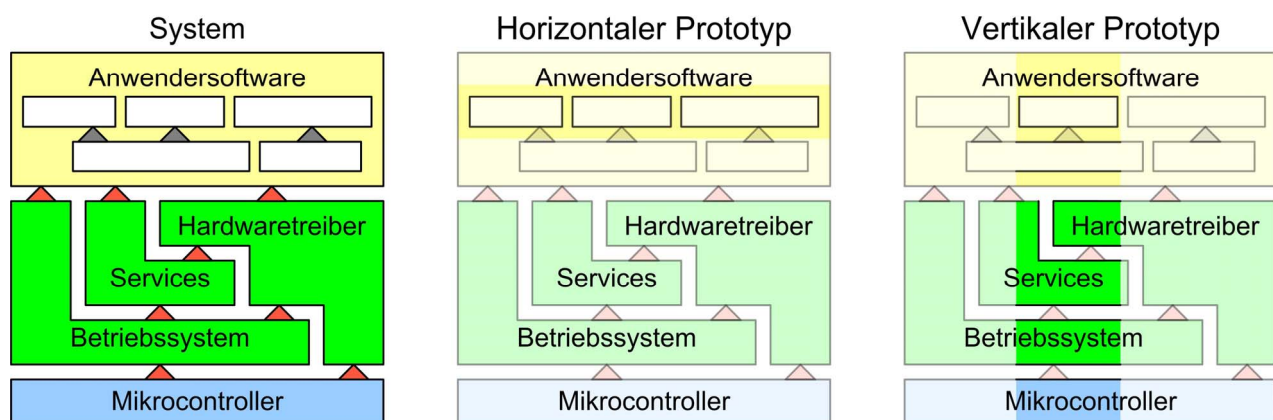 System
Anwendersoftware
Hardwaretreiber
Services
Betriebssystem
Mikrocontroller
Horizontaler Prototyp
Anwendersoftware
Hardwaretreiber
Services
Betriebssystem
Mikrocontroller
Vertikaler Prototyp
Anwendersoftware
Hardwaretreiber
Services
Betriebssystem
Mikrocontroller